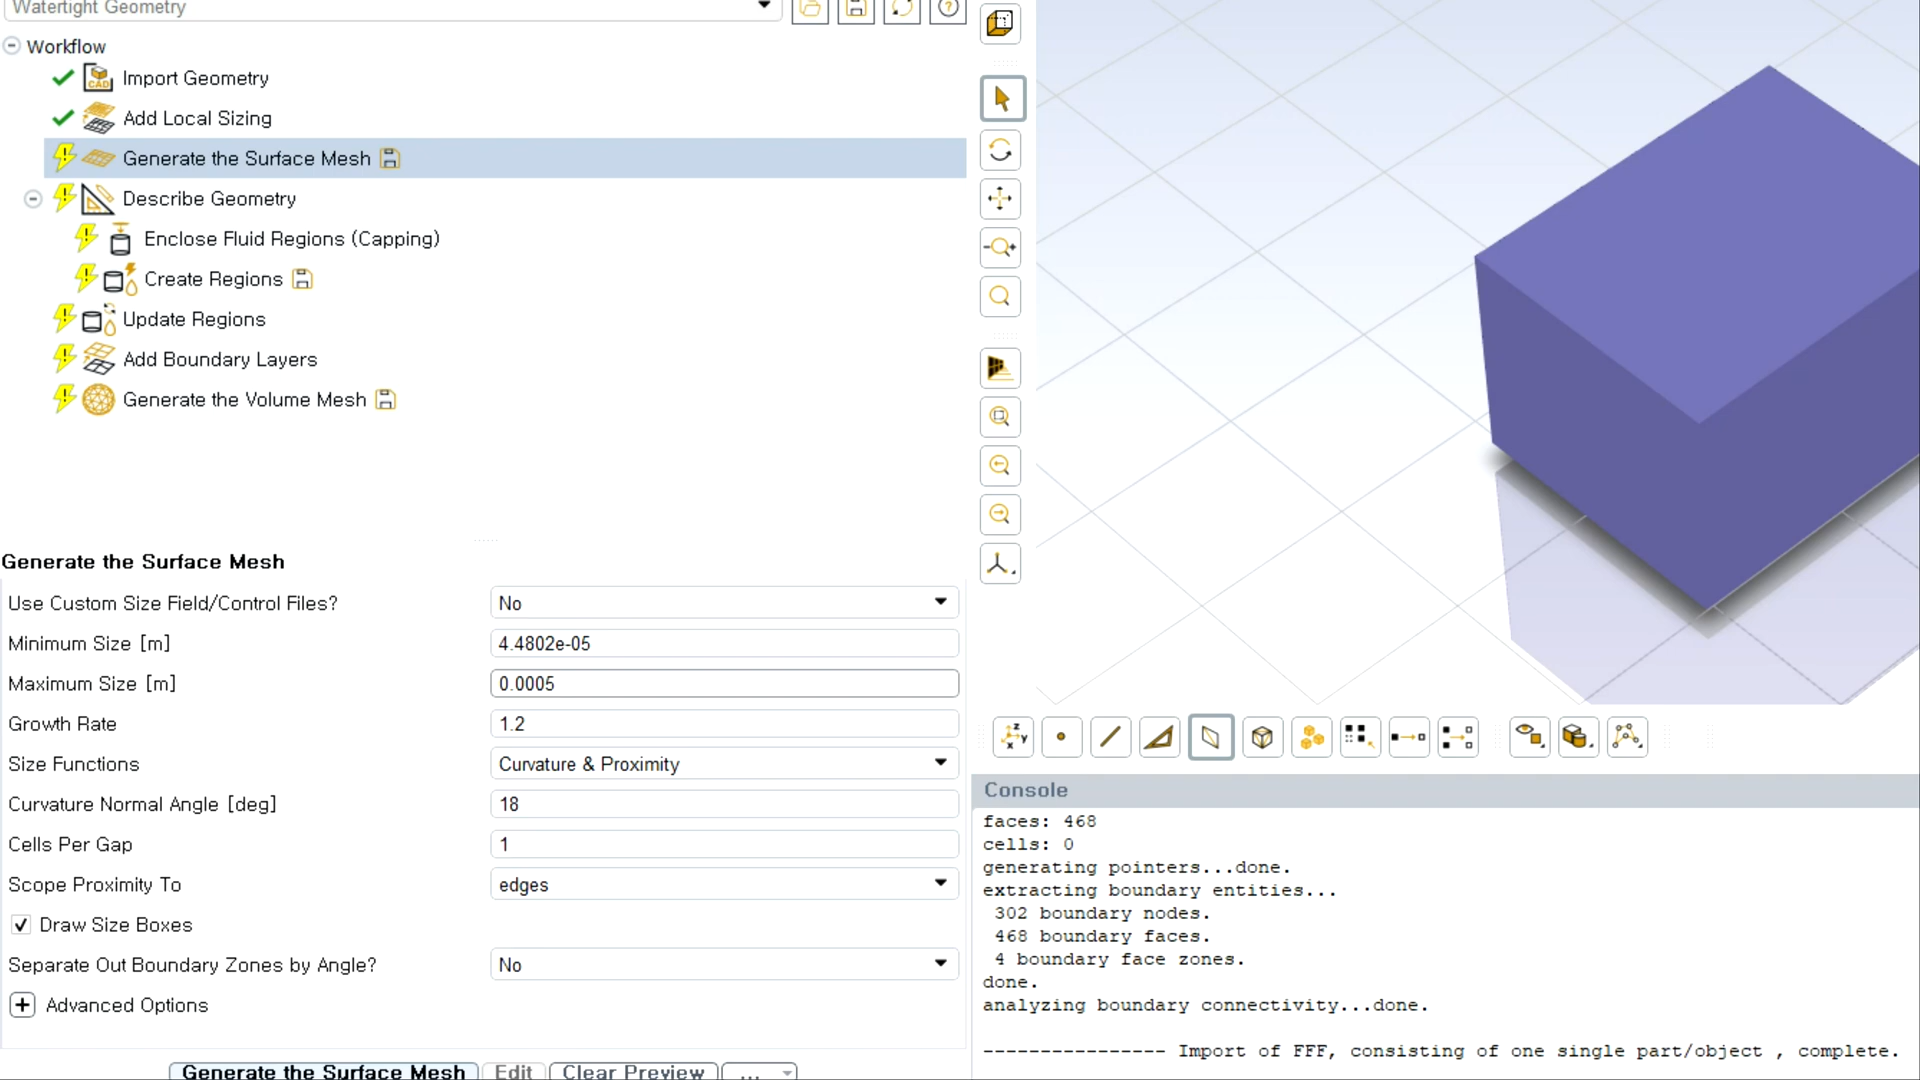 Watertight Geometry
Workflow
Import Geometry
Add Local Sizing
Generate the Surface Mesh
Describe Geometry
Enclose Fluid Regions (Capping)
Create Regions
Update Regions
Add Boundary Layers
Generate the Volume Mesh
Generate the Surface Mesh
Use Custom Size Field/Control Files? No
Minimum Size [m] 4.4802e-05
Maximum Size [m] 0.0005
Growth Rate 1.2
Size Functions Curvature & Proximity
Curvature Normal Angle [deg] 18
Cells Per Gap 1
Scope Proximity To edges
Draw Size Boxes
Separate Out Boundary Zones by Angle? No
Advanced Options
Generate the Surface Mesh Edit Clear Preview ...
Console
faces: 468
cells: 0
generating pointers...done.
extracting boundary entities...
302 boundary nodes.
468 boundary faces.
4 boundary face zones.
done.
analyzing boundary connectivity...done.
---------------- Import of FFF, consisting of one single part/object , complete.